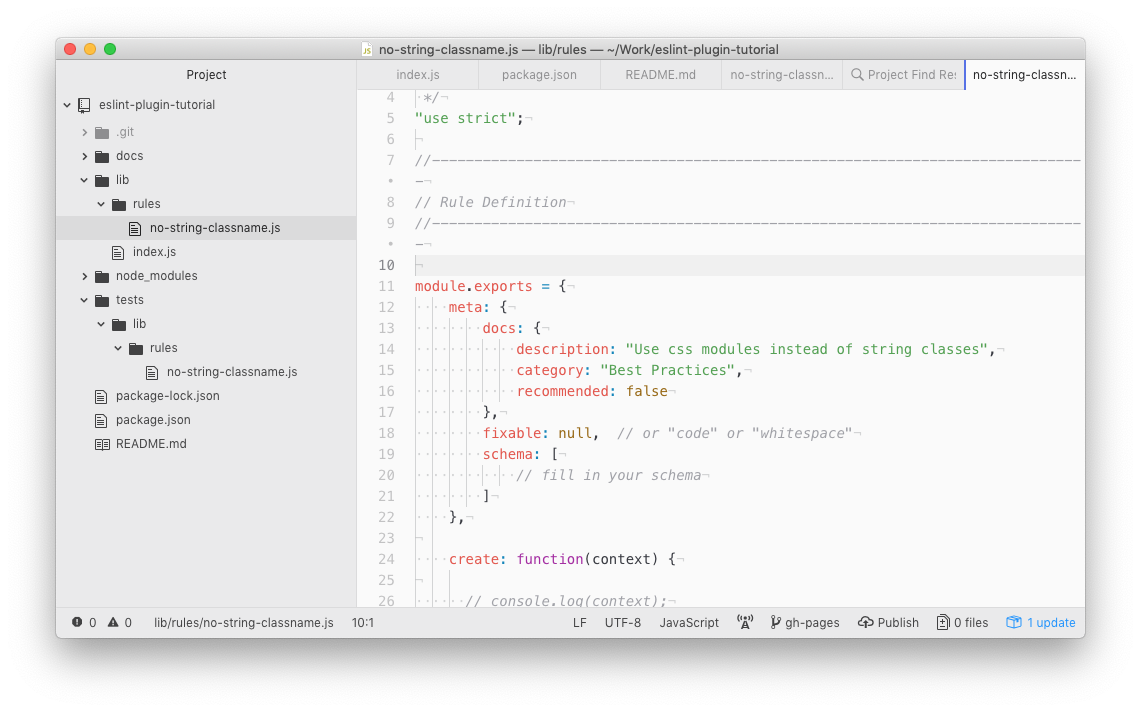 no-string-classname.js — lib/rules — ~/Work/eslint-plugin-tutorial
Project
eslint-plugin-tutorial
.git
docs
lib
rules
no-string-classname.js
index.js
node_modules
tests
lib
rules
no-string-classname.js
package-lock.json
package.json
README.md
index.js
package.json
README.md
no-string-classn...
Project Find Res
no-string-classn...
4 */
5 "use strict";
6
7 //------------------------------------------------------------------------------
• -
8 // Rule Definition
9 //------------------------------------------------------------------------------
• -
10
11 module.exports = {
12 meta: {
13 docs: {
14 description: "Use css modules instead of string classes",
15 category: "Best Practices",
16 recommended: false
17 },
18 fixable: null,  // or "code" or "whitespace"
19 schema: [
20 // fill in your schema
21 ]
22 },
23
24 create: function(context) {
25
26 // console.log(context);
0 0 lib/rules/no-string-classname.js 10:1 LF UTF-8 JavaScript gh-pages Publish 0 files 1 update